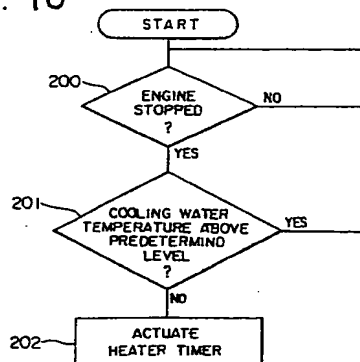 . 10
START
200
ENGINE
STOPPED
?
NO
YES
201
COOLING WATER
TEMPERATURE ABOVE
PREDETERMIND
LEVEL
?
YES
NO
202
ACTUATE
HEATER TIMER